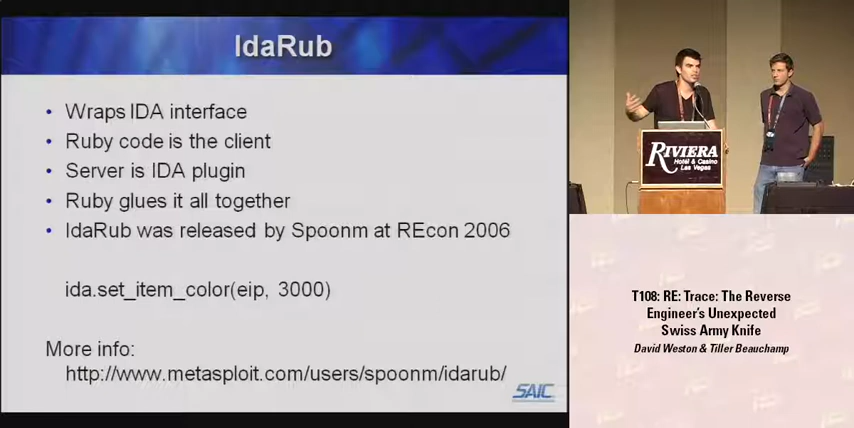 IdaRub
• Wraps IDA interface
• Ruby code is the client
• Server is IDA plugin
• Ruby glues it all together
• IdaRub was released by Spoonm at REcon 2006
ida.set_item_color(eip, 3000)
More info:
http://www.metasploit.com/users/spoonm/idarub/
SAIC
RIVIERA
Hotel & Casino
Las Vegas
T108: RE: Trace: The Reverse
Engineer's Unexpected
Swiss Army Knife
David Weston & Tiller Beauchamp